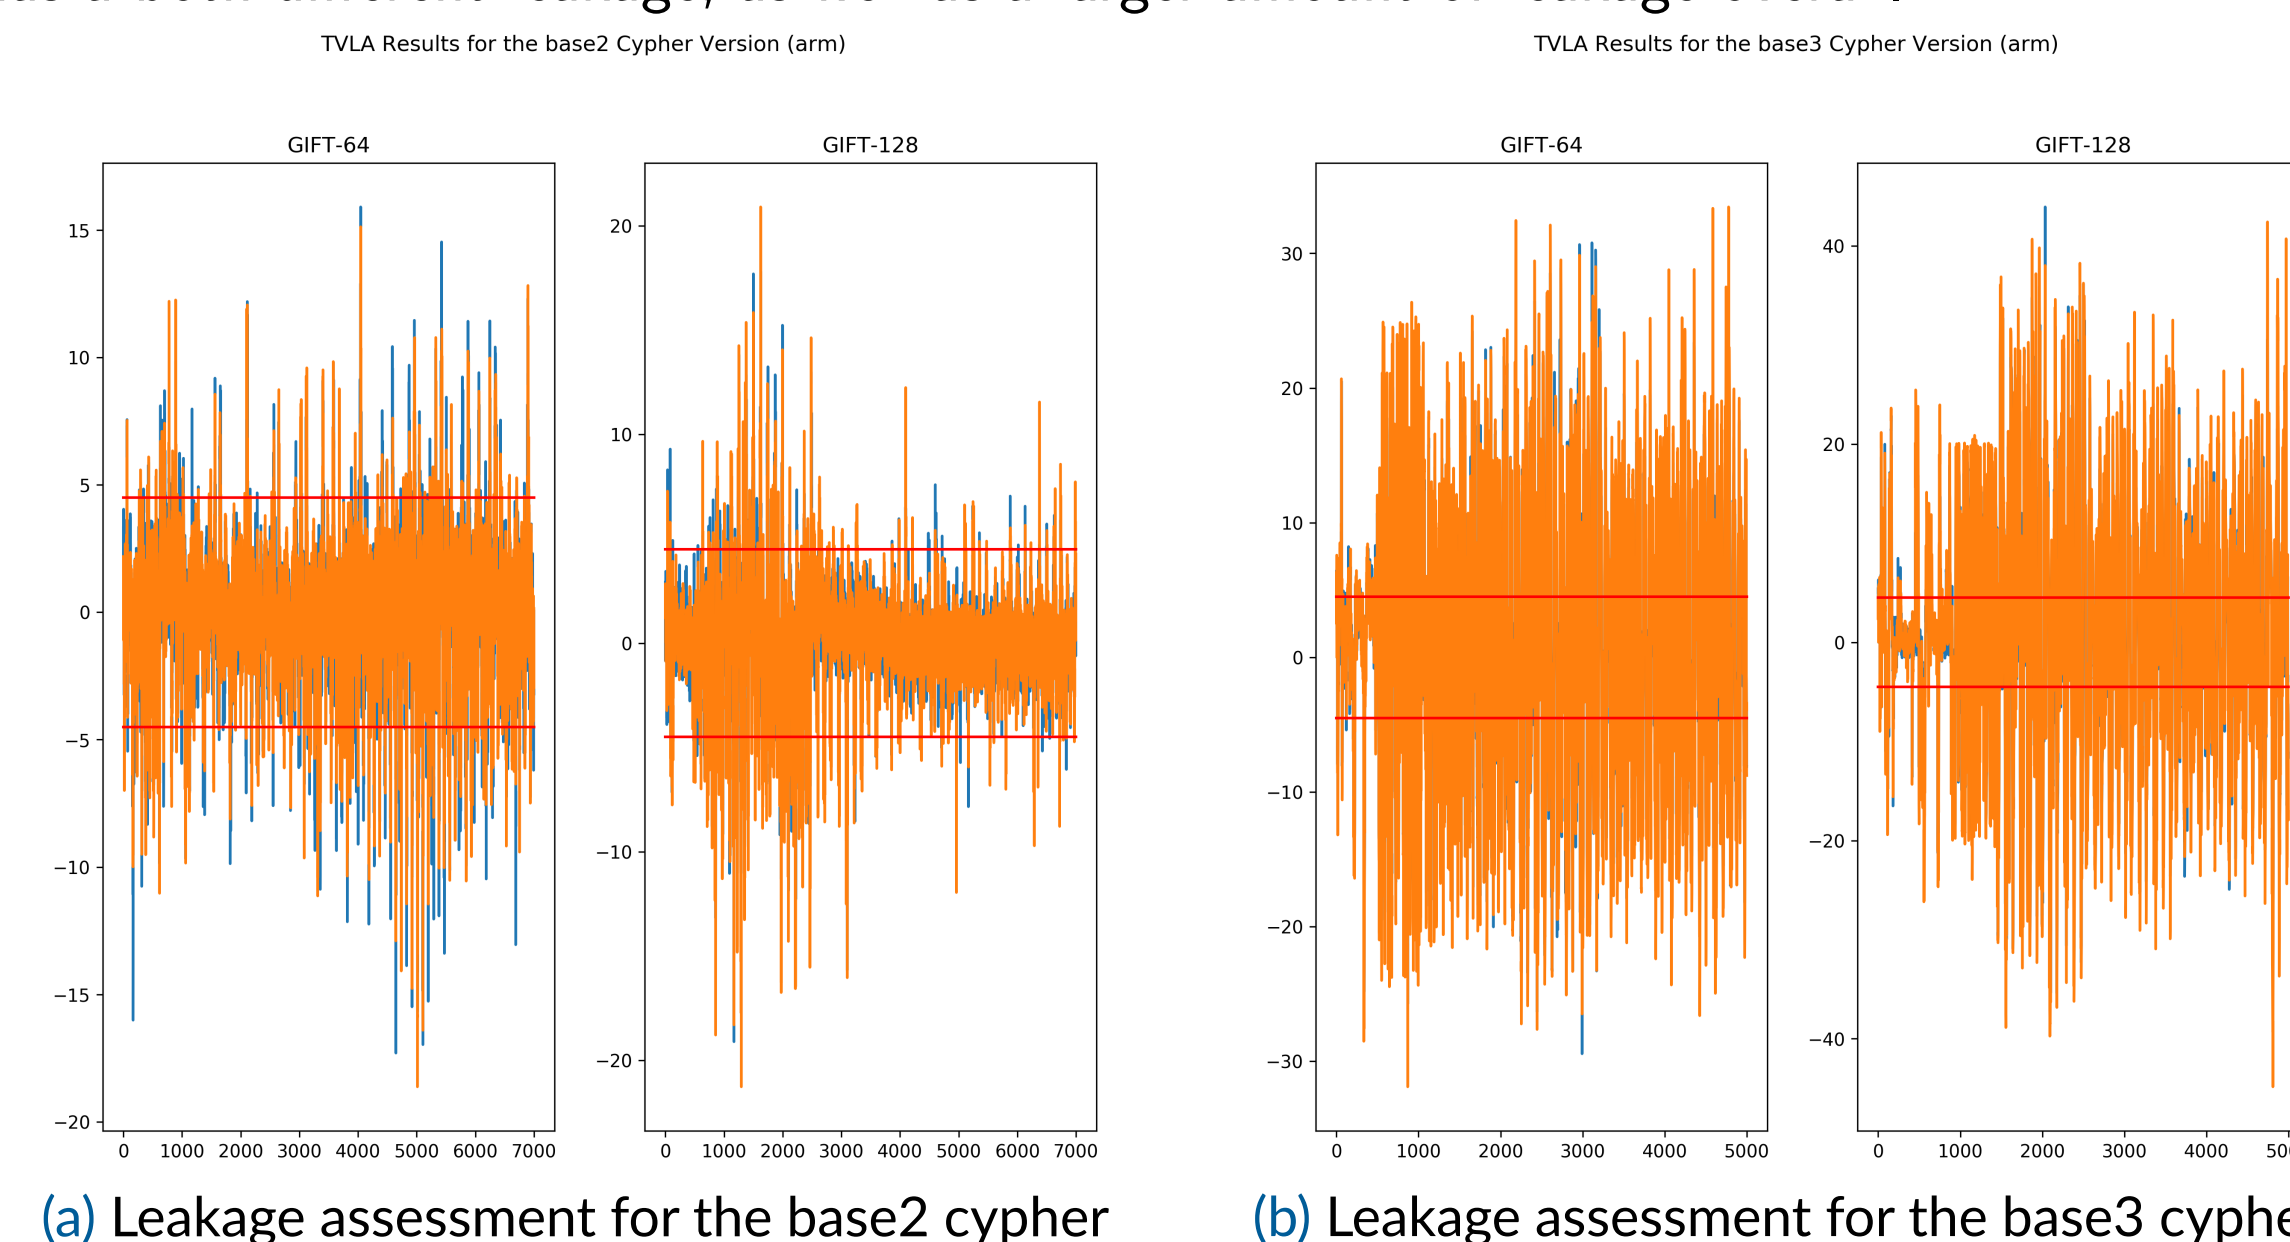 TVLA Results for the base2 Cypher Version (arm)
GIFT-64
15
10
5
0
−5
−10
−15
−20
0 1000 2000 3000 4000 5000 6000 7000
GIFT-128
20
10
0
−10
−20
0 1000 2000 3000 4000 5000 6000 7000
(a) Leakage assessment for the base2 cypher
TVLA Results for the base3 Cypher Version (arm)
GIFT-64
30
20
10
0
−10
−20
−30
0 1000 2000 3000 4000 5000
GIFT-128
40
20
0
−20
−40
0 1000 2000 3000 4000
(b) Leakage assessment for the base3 cyphe